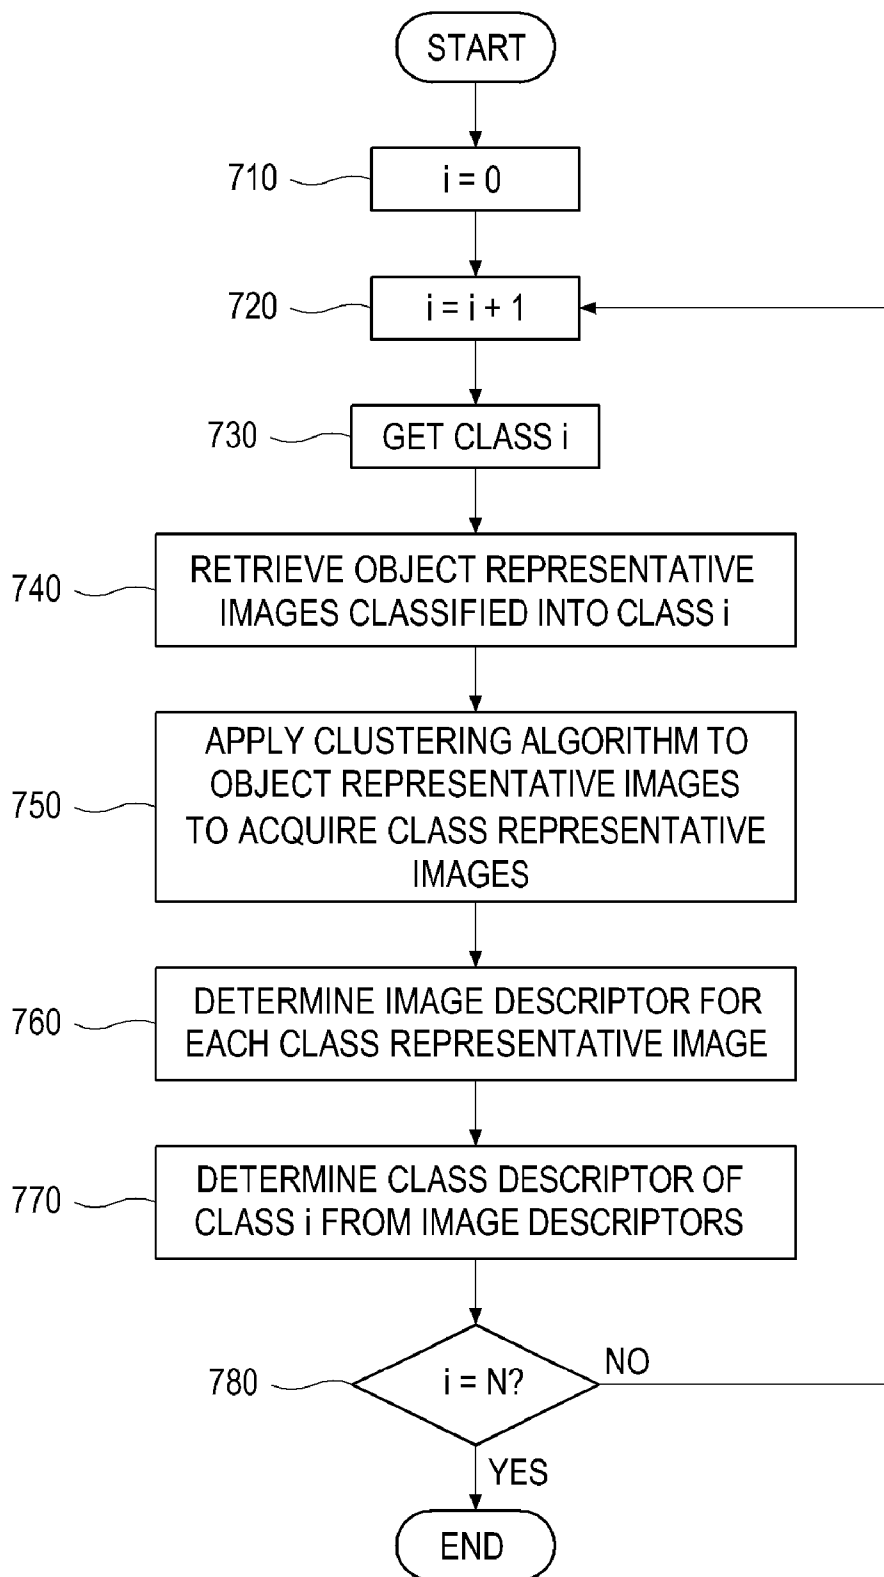 START
710
i = 0
720
i = i + 1
730
GET CLASS i
740
RETRIEVE OBJECT REPRESENTATIVE
IMAGES CLASSIFIED INTO CLASS i
750
APPLY CLUSTERING ALGORITHM TO
OBJECT REPRESENTATIVE IMAGES
TO ACQUIRE CLASS REPRESENTATIVE
IMAGES
760
DETERMINE IMAGE DESCRIPTOR FOR
EACH CLASS REPRESENTATIVE IMAGE
770
DETERMINE CLASS DESCRIPTOR OF
CLASS i FROM IMAGE DESCRIPTORS
780
i = N?
NO
YES
END